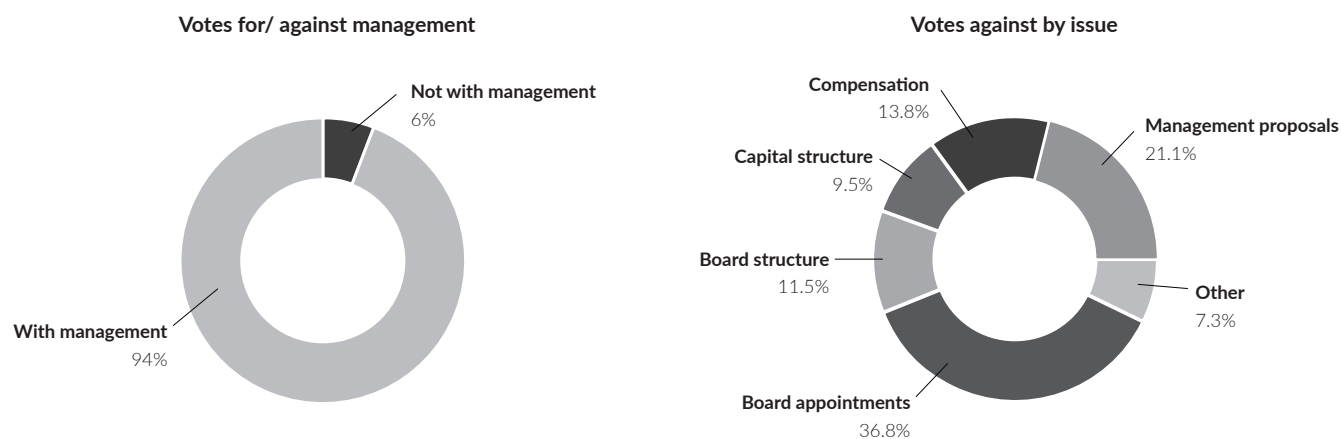 Votes for/ against management
Not with management
6%
With management
94%
Votes against by issue
Compensation
13.8%
Management proposals
21.1%
Capital structure
9.5%
Board structure
11.5%
Other
7.3%
Board appointments
36.8%